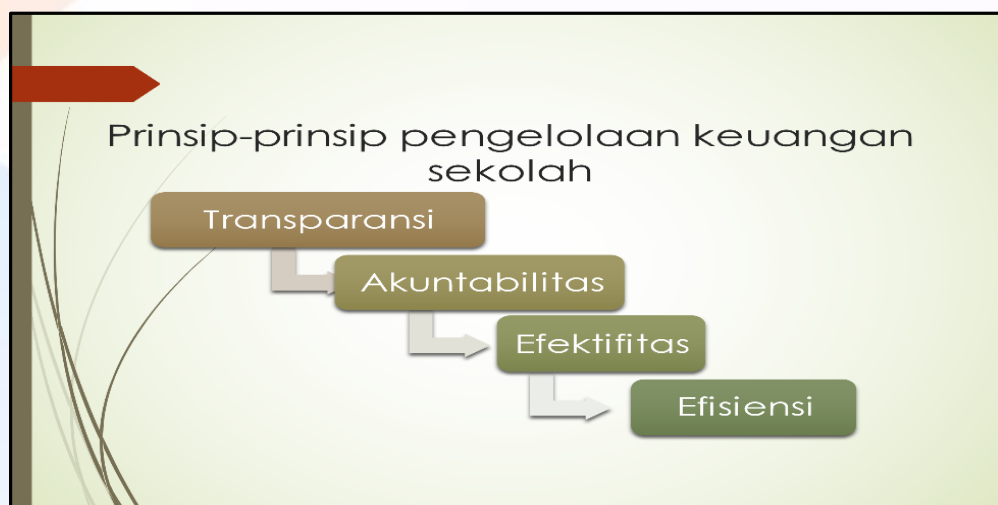 Prinsip-prinsip pengelolaan keuangan
sekolah
Transparansi
Akuntabilitas
Efektifitas
Efisiensi